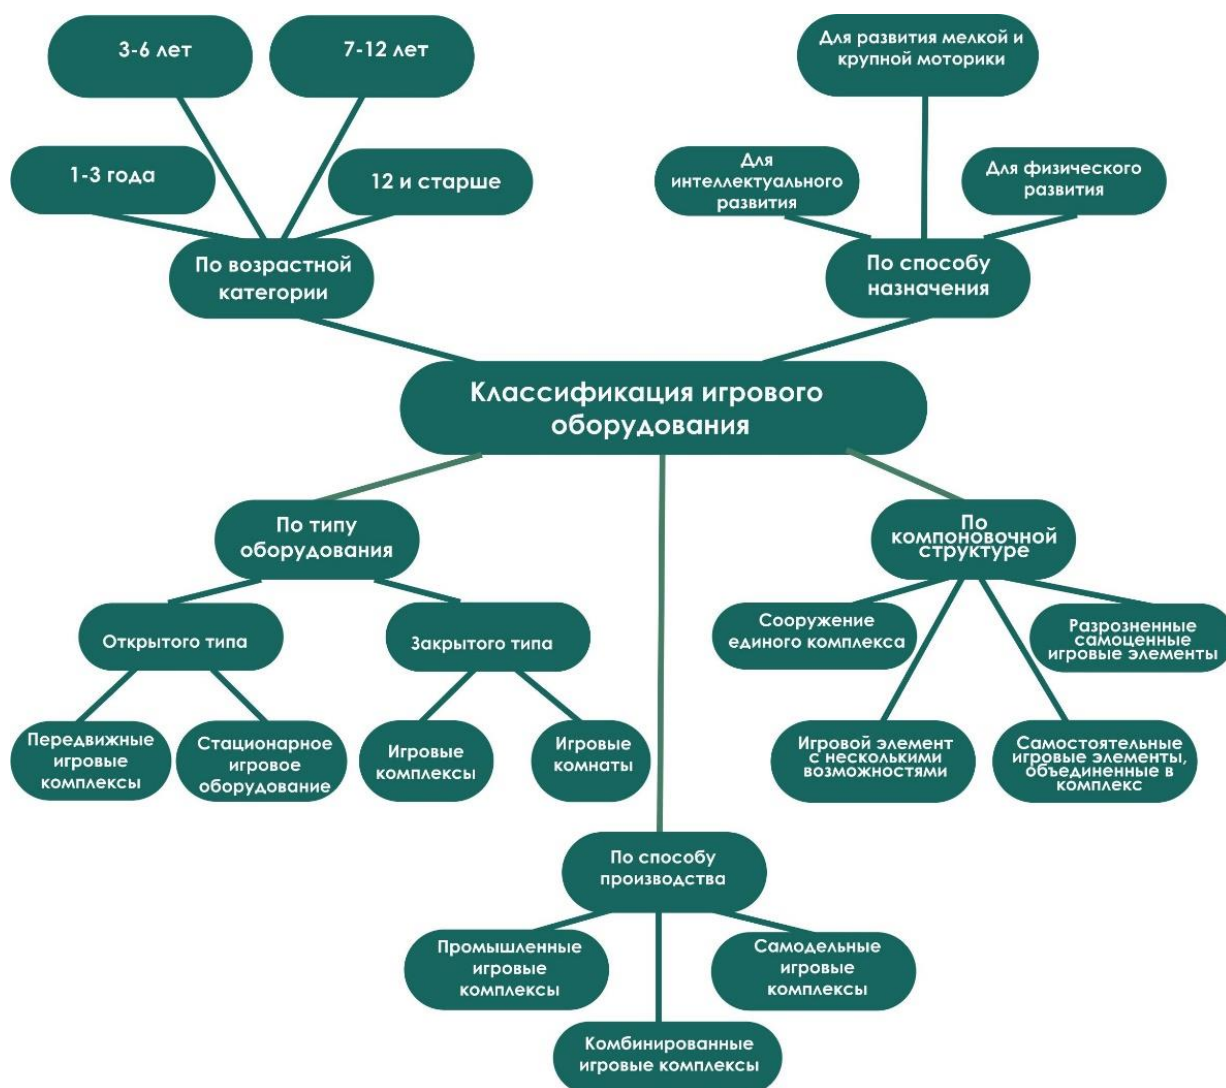 3-6 лет
7-12 лет
Для развития мелкой и
крупной моторики
1-3 года
12 и старше
Для
интеллектуального
развития
Для физического
развития
По возрастной
категории
По способу
назначения
Классификация игрового
оборудования
По типу
оборудования
По
компоновочной
структуре
Открытого типа
Закрытого типа
Сооружение
единого комплекса
Разрозненные
самоценные
игровые элементы
Передвижные
игровые
комплексы
Стационарное
игровое
оборудование
Игровые
комплексы
Игровые
комнаты
Игровой элемент
с несколькими
возможностями
Самостоятельные
игровые элементы,
объединенные в
комплекс
По способу
производства
Промышленные
игровые
комплексы
Самодельные
игровые
комплексы
Комбинированные
игровые комплексы